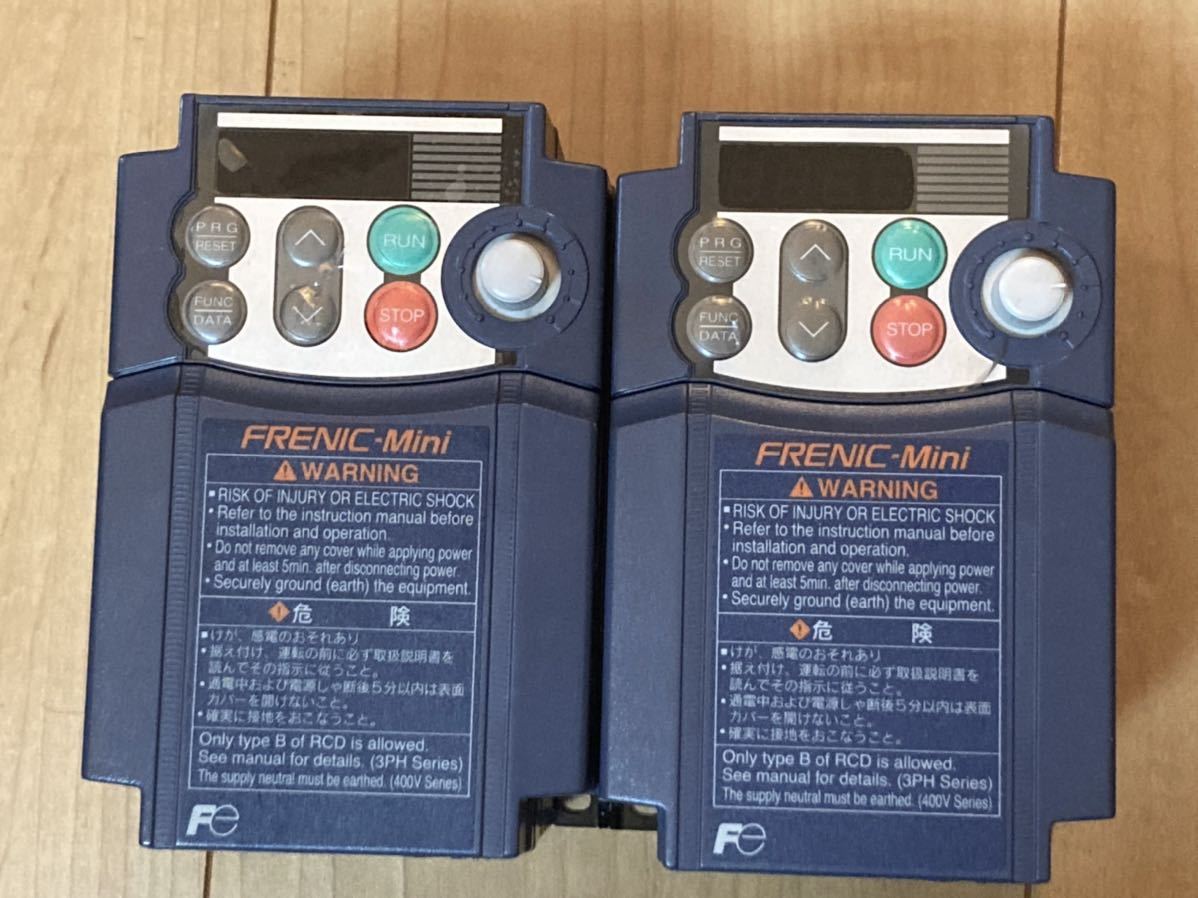 PRG
RESET
FUNC
DATA
RUN
STOP
FRENIC-Mini
WARNING
▪RISK OF INJURY OR ELECTRIC SHOCK
• Refer to the instruction manual before
installation and operation.
• Do not remove any cover while applying power
and at least 5min. after disconnecting power.
• Securely ground (earth) the equipment.
危 険
■けが、感電のおそれあり
• 据え付け、運転の前に必ず取扱説明書を
読んでその指示に従うこと。
• 通電中および電源しゃ断後5分以内は表面
カバーを開けないこと。
• 確実に接地をおこなうこと。
Only type B of RCD is allowed.
See manual for details. (3PH Series)
The supply neutral must be earthed. (400V Series)
Fe
PRG
RESET
FUNC
DATA
RUN
STOP
FRENIC-Mini
WARNING
▪RISK OF INJURY OR ELECTRIC SHOCK
• Refer to the instruction manual before
installation and operation.
• Do not remove any cover while applying power
and at least 5min. after disconnecting power.
• Securely ground (earth) the equipment.
危 険
■けが、感電のおそれあり
• 据え付け、運転の前に必ず取扱説明書を
読んでその指示に従うこと。
• 通電中および電源しゃ断後5分以内は表面
カバーを開けないこと。
• 確実に接地をおこなうこと。
Only type B of RCD is allowed.
See manual for details. (3PH Series)
The supply neutral must be earthed. (400V Series)
Fe